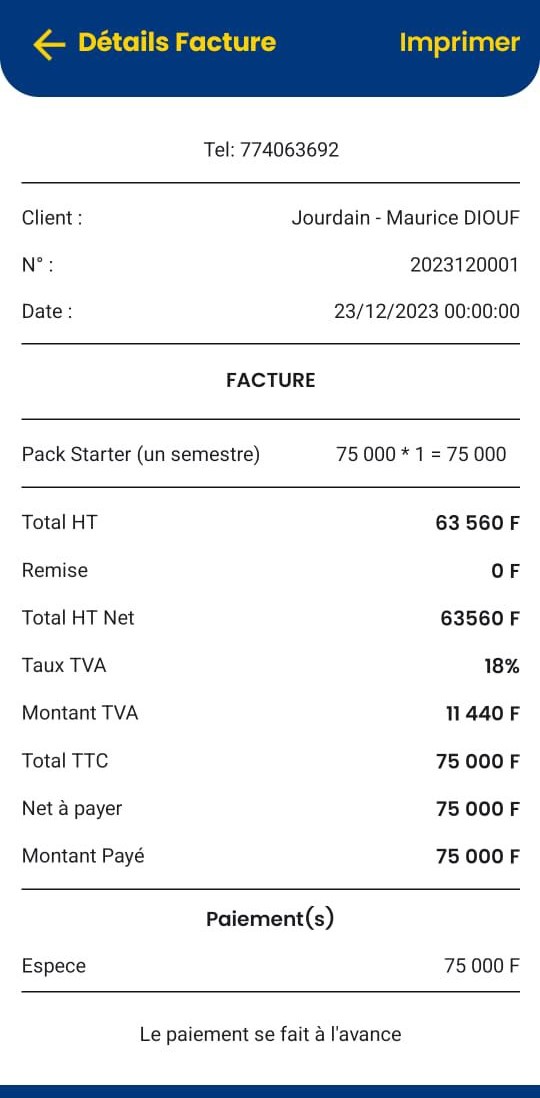 Détails Facture Imprimer
Tel: 774063692
Client : Jourdain - Maurice DIOUF
N° : 2023120001
Date : 23/12/2023 00:00:00
FACTURE
Pack Starter (un semestre) 75 000 * 1 = 75 000
Total HT 63 560 F
Remise 0 F
Total HT Net 63560 F
Taux TVA 18%
Montant TVA 11 440 F
Total TTC 75 000 F
Net à payer 75 000 F
Montant Payé 75 000 F
Paiement(s)
Espece 75 000 F
Le paiement se fait à l'avance